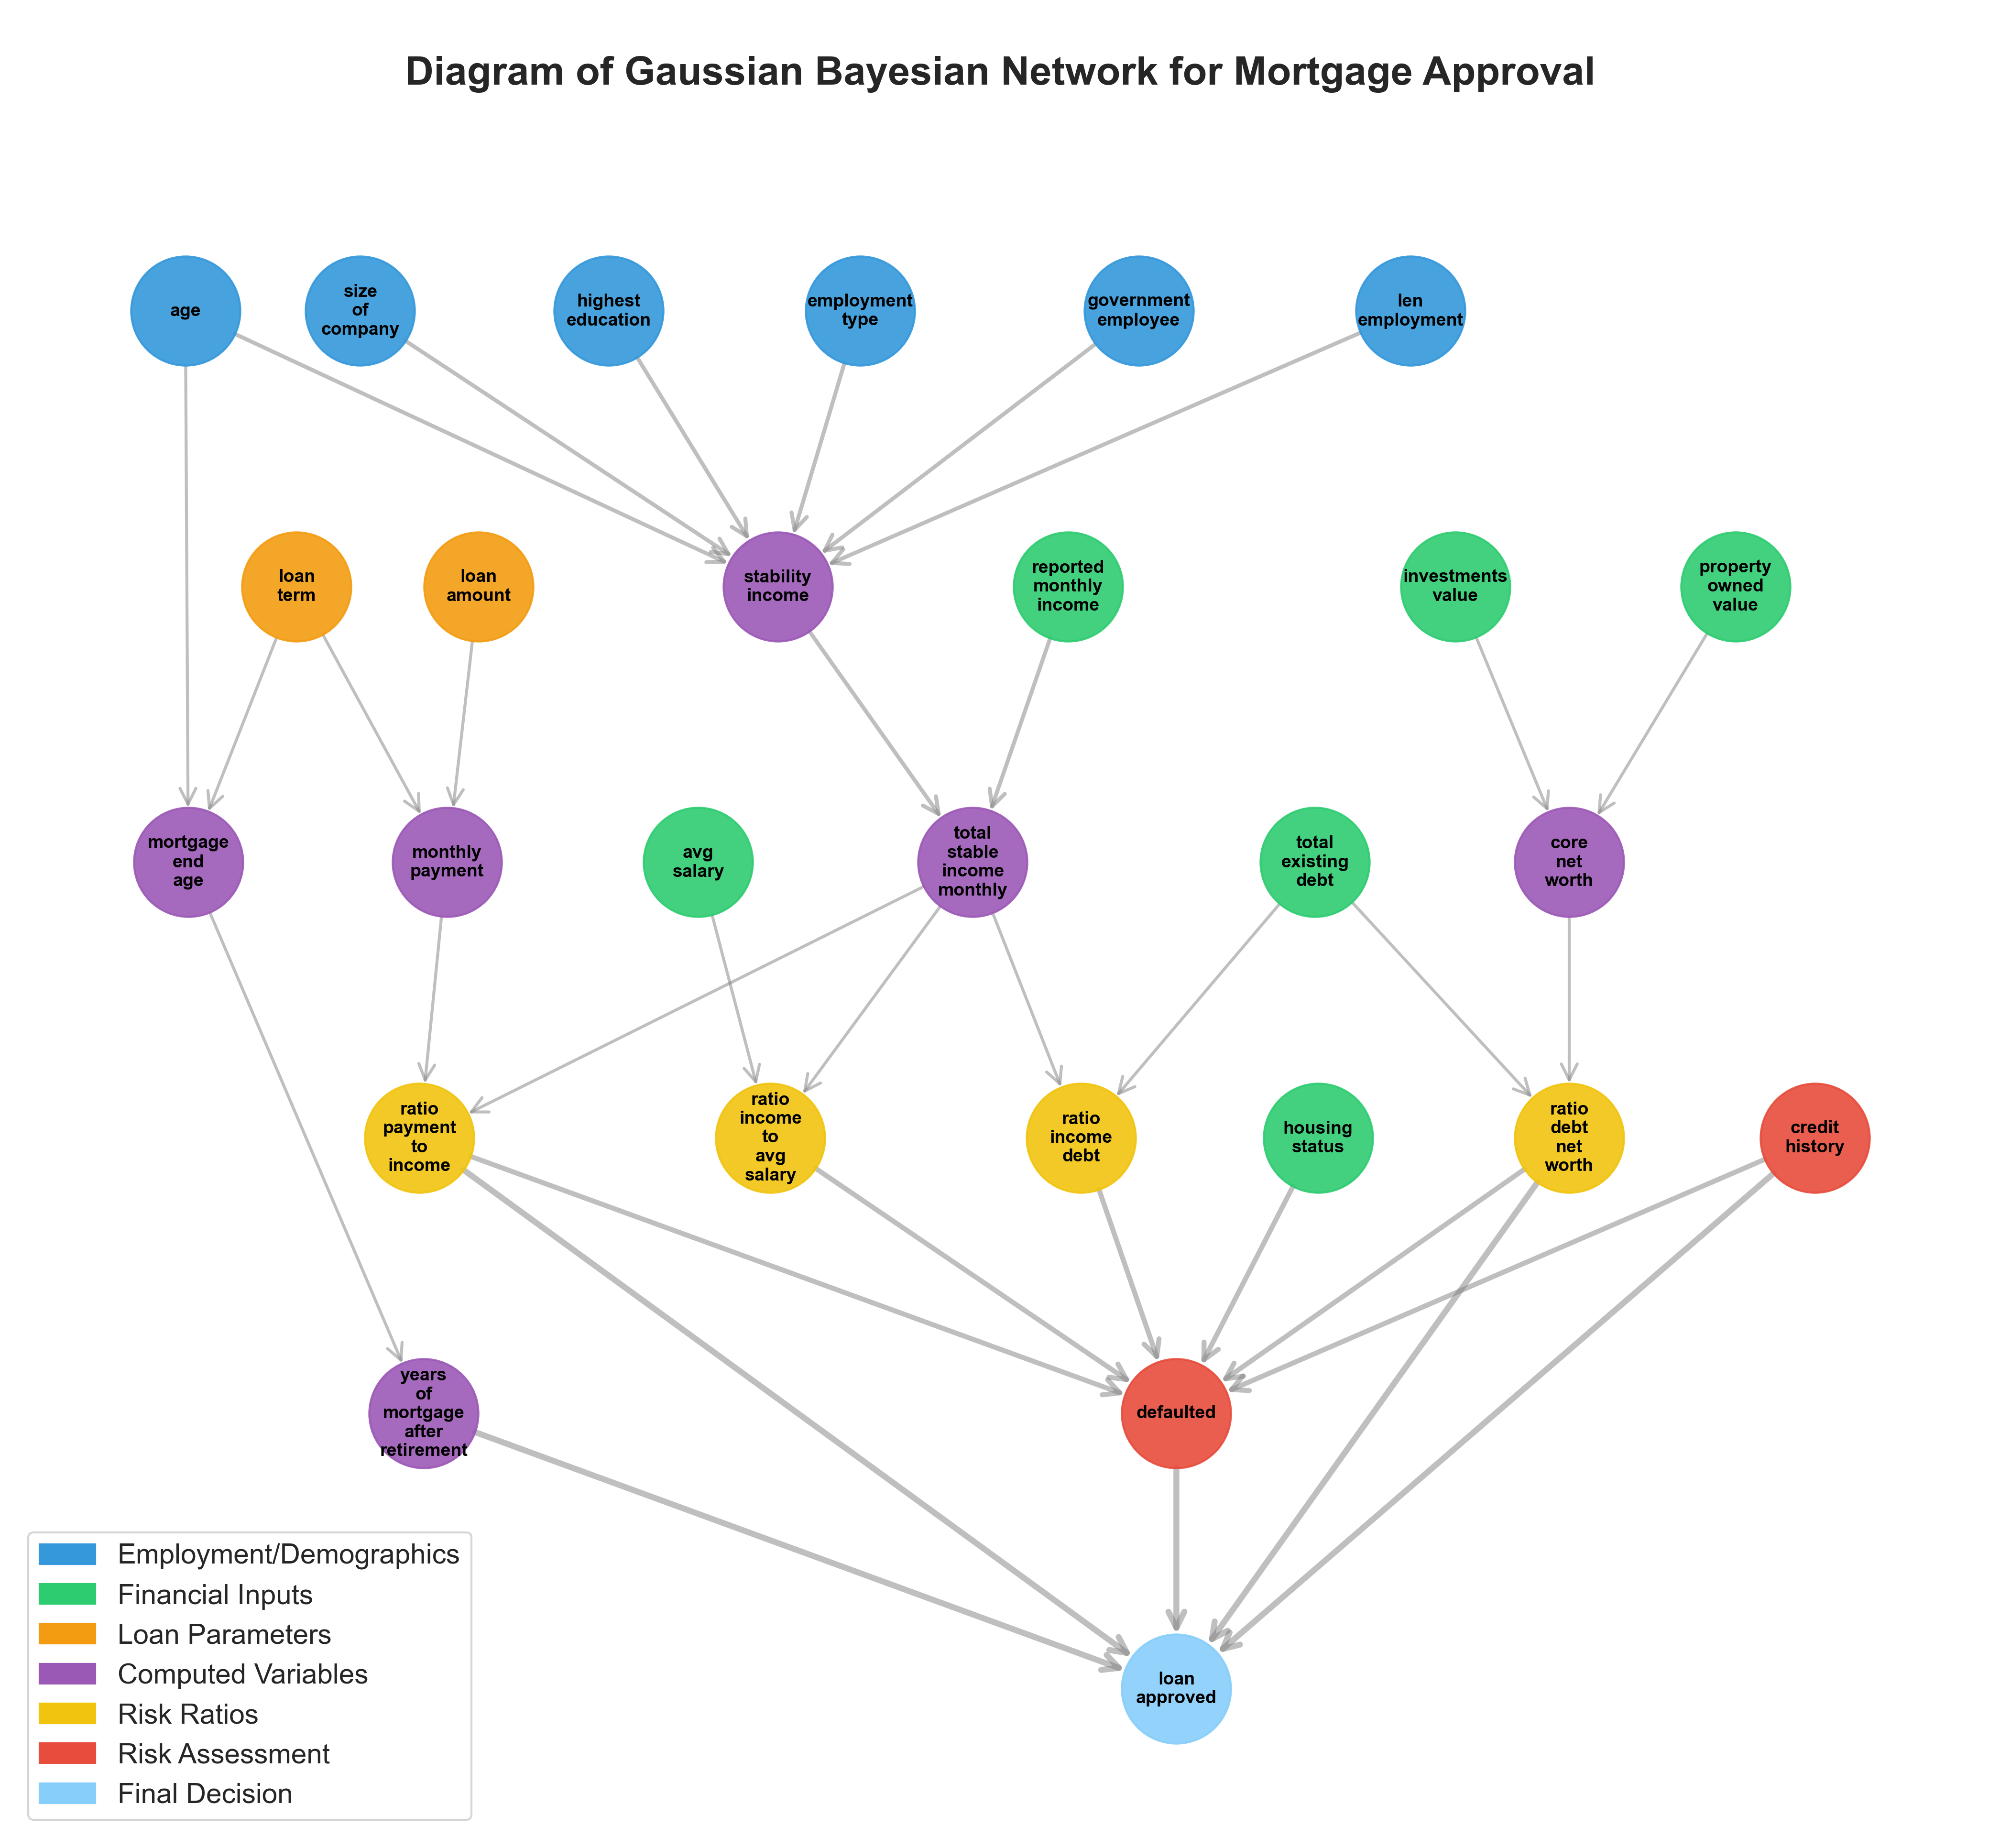 Diagram of Gaussian Bayesian Network for Mortgage Approval
age
size
of
company
highest
education
employment
type
government
employee
len
employment
loan
term
loan
amount
stability
income
reported
monthly
income
investments
value
property
owned
value
mortgage
end
age
monthly
payment
avg
salary
total
stable
income
monthly
total
existing
debt
core
net
worth
ratio
payment
to
income
ratio
income
to
avg
salary
ratio
income
debt
housing
status
ratio
debt
net
worth
credit
history
years
of
mortgage
after
retirement
defaulted
loan
approved
Employment/Demographics
Financial Inputs
Loan Parameters
Computed Variables
Risk Ratios
Risk Assessment
Final Decision